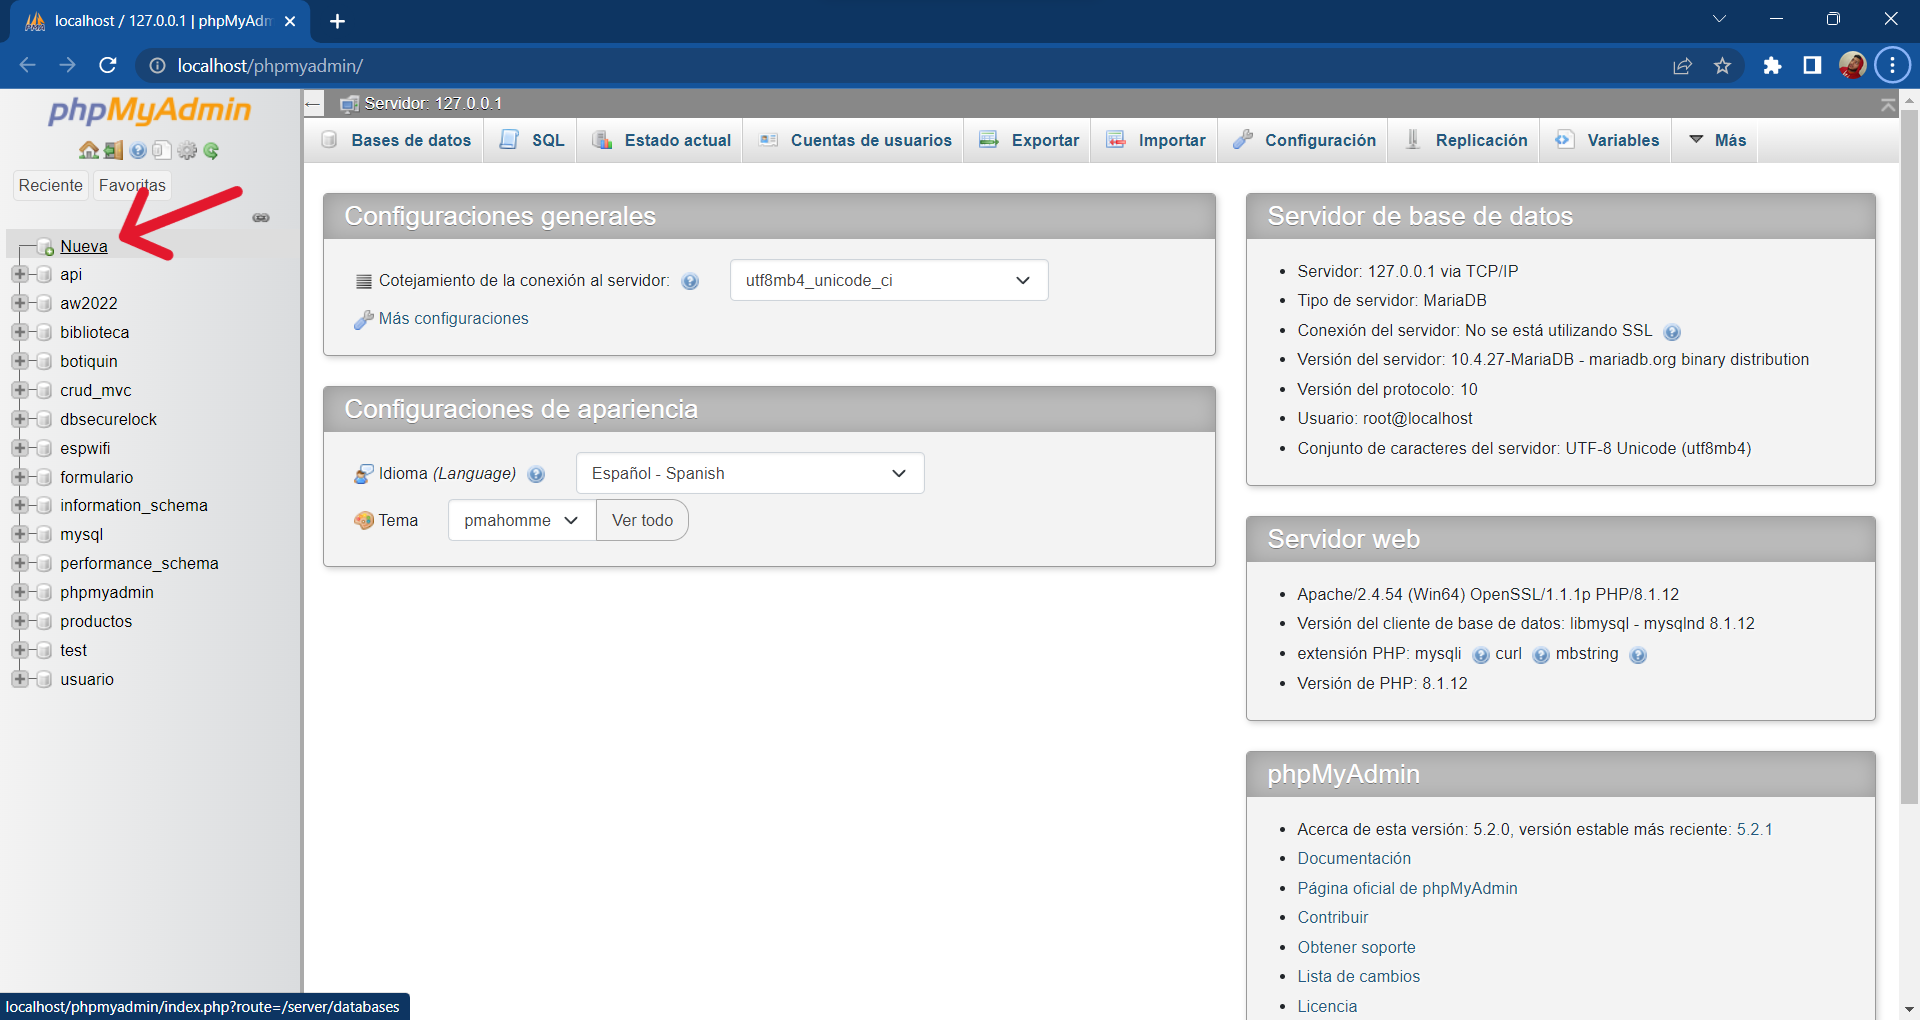 localhost / 127.0.0.1 | phpMyAdm
localhost/phpmyadmin/
phpMyAdmin
Reciente
Favoritas
Nueva
api
aw2022
biblioteca
botiquin
crud_mvc
dbsecurelock
espwifi
formulario
information_schema
mysql
performance_schema
phpmyadmin
productos
test
usuario
Servidor: 127.0.0.1
Bases de datos
SQL
Estado actual
Cuentas de usuarios
Exportar
Importar
Configuración
Replicación
Variables
Más
Configuraciones generales
Cotejamiento de la conexión al servidor:
utf8mb4_unicode_ci
Más configuraciones
Configuraciones de apariencia
Idioma (Language)
Español - Spanish
Tema
pmahomme
Ver todo
Servidor de base de datos
Servidor: 127.0.0.1 via TCP/IP
Tipo de servidor: MariaDB
Conexión del servidor: No se está utilizando SSL
Versión del servidor: 10.4.27-MariaDB - mariadb.org binary distribution
Versión del protocolo: 10
Usuario: root@localhost
Conjunto de caracteres del servidor: UTF-8 Unicode (utf8mb4)
Servidor web
Apache/2.4.54 (Win64) OpenSSL/1.1.1p PHP/8.1.12
Versión del cliente de base de datos: libmysql - mysqlnd 8.1.12
extensión PHP: mysqli curl mbstring
Versión de PHP: 8.1.12
phpMyAdmin
Acerca de esta versión: 5.2.0, versión estable más reciente: 5.2.1
Documentación
Página oficial de phpMyAdmin
Contribuir
Obtener soporte
Lista de cambios
Licencia
localhost/phpmyadmin/index.php?route=/server/databases